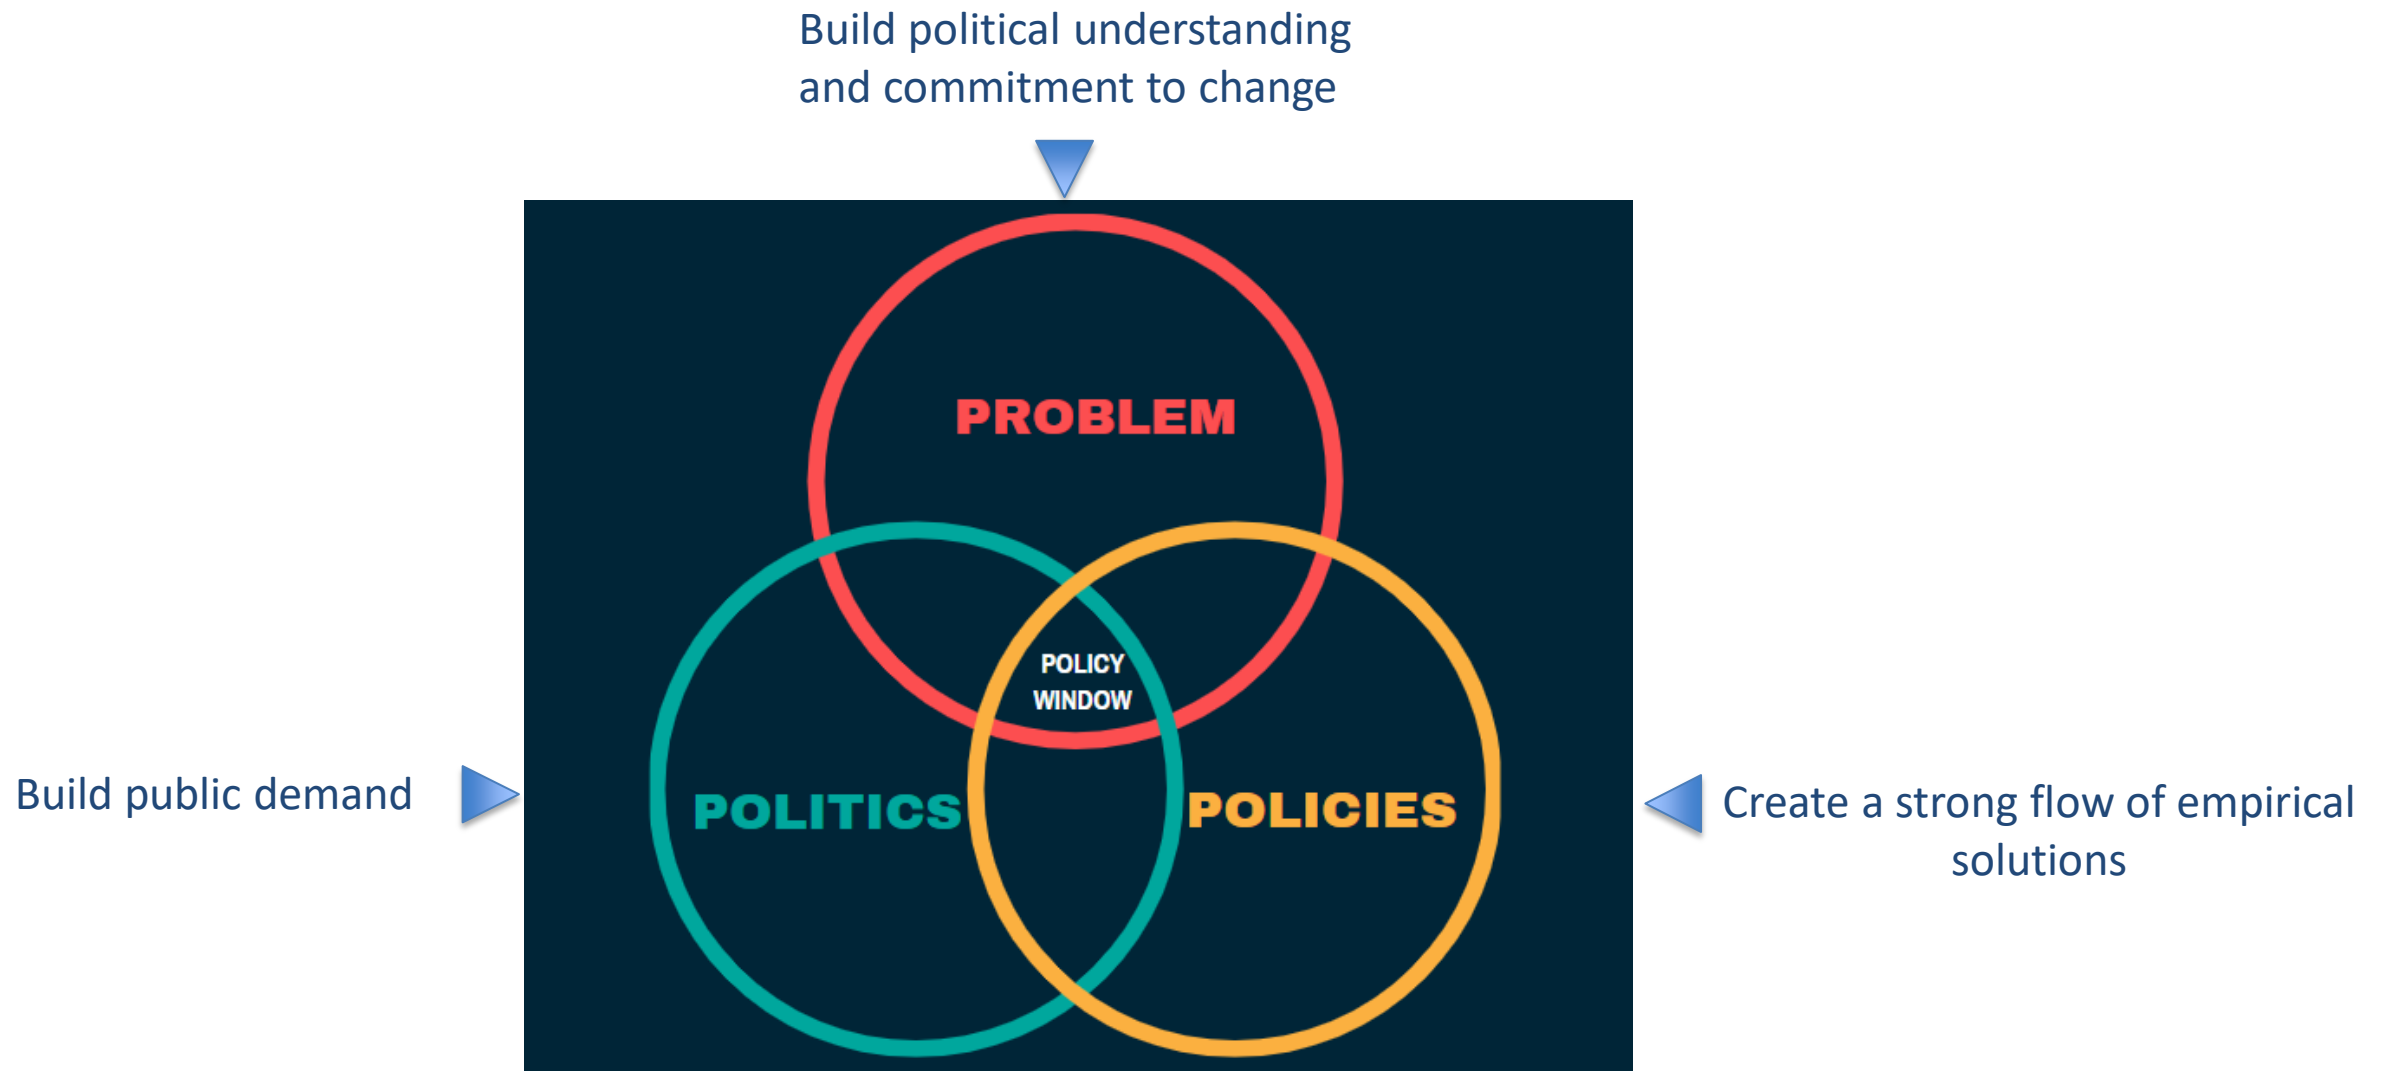 Build political understanding
and commitment to change
PROBLEM
POLICY
WINDOW
Build public demand
POLITICS
POLICIES
Create a strong flow of empirical
solutions